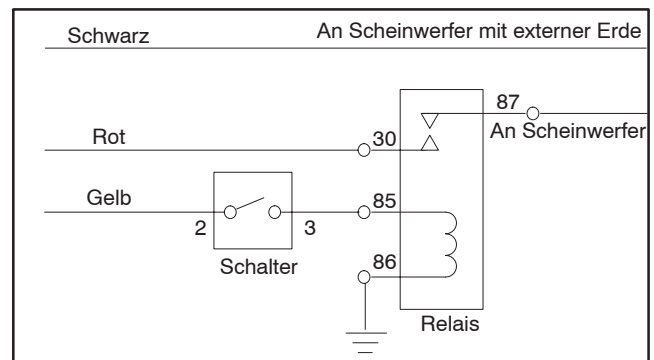 Schwarz An Scheinwerfer mit externer Erde
87
An Scheinwerfer
Rot 30
Gelb 85
2 3
Schalter
86
Relais